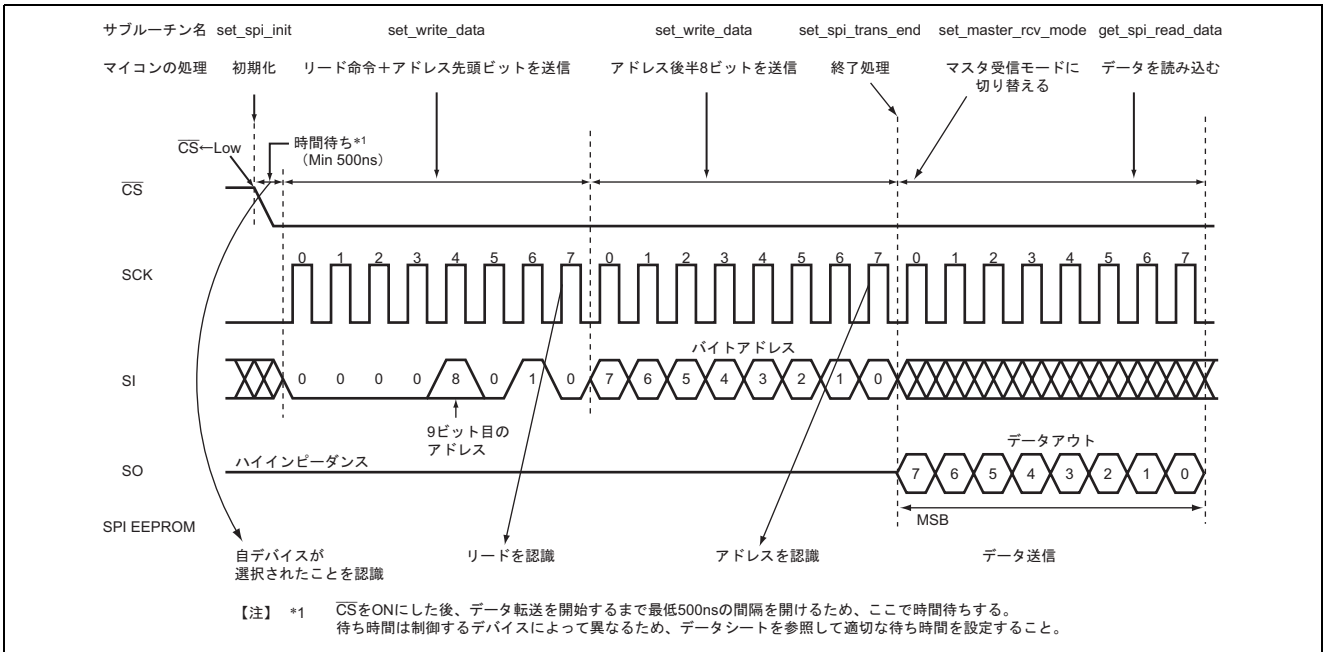 サブルーチン名 set_spi_init set_write_data set_write_data set_spi_trans_end set_master_rcv_mode get_spi_read_data
マイコンの処理 初期化 リード命令＋アドレス先頭ビットを送信 アドレス後半8ビットを送信 終了処理 マスタ受信モードに データを読み込む
切り替える
CS←Low 時間待ち*1
（Min 500ns）
CS
0 1 2 3 4 5 6 7 0 1 2 3 4 5 6 7 0 1 2 3 4 5 6 7
SCK
バイトアドレス
SI 0 0 0 0 8 0 1 0 7 6 5 4 3 2 1 0
9ビット目の
アドレス
データアウト
ハイインピーダンス
SO 7 6 5 4 3 2 1 0
MSB
SPI EEPROM
自デバイスが リードを認識 アドレスを認識 データ送信
選択されたことを認識
【注】 *1 CSをONにした後、データ転送を開始するまで最低500nsの間隔を開けるため、ここで時間待ちする。
待ち時間は制御するデバイスによって異なるため、データシートを参照して適切な待ち時間を設定すること。